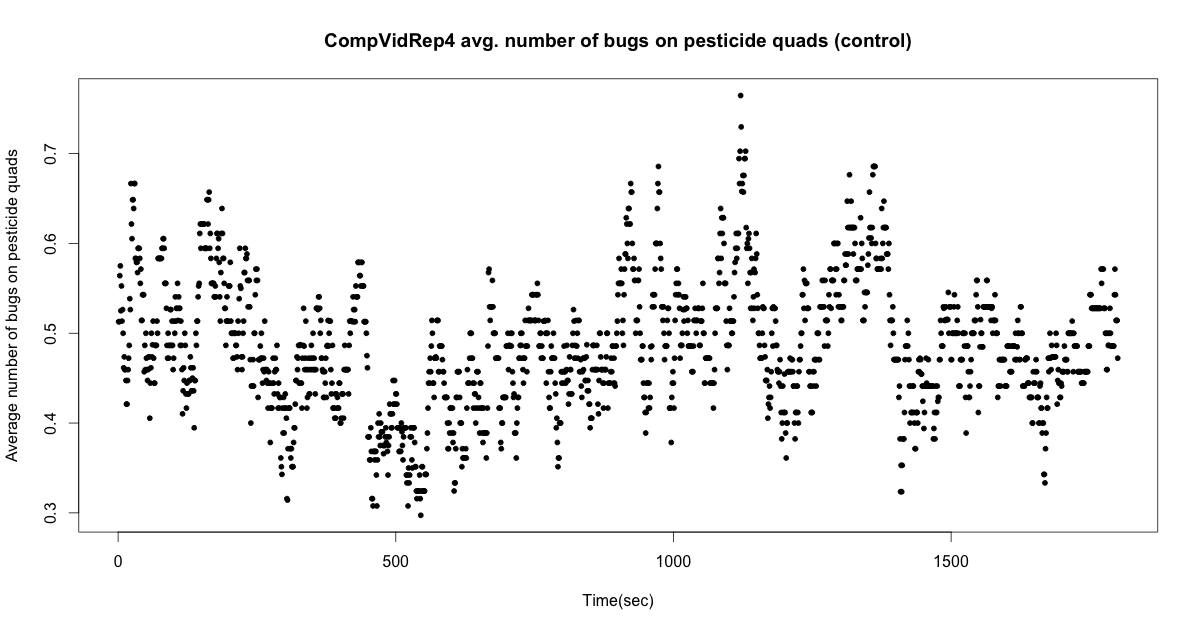 CompVidRep4 avg. number of bugs on pesticide quads (control)
Average number of bugs on pesticide quads
0.7
0.6
0.5
0.4
0.3
0 500 1000 1500
Time(sec)